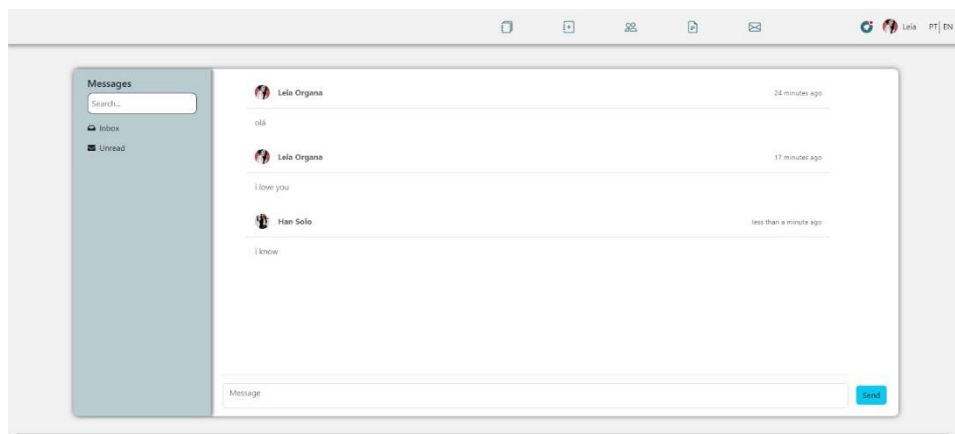 Leia PT| EN
Messages
Search...
Inbox
Unread
Leia Organa 24 minutes ago
olá
Leia Organa 17 minutes ago
i love you
Han Solo less than a minute ago
i know
Message
Send